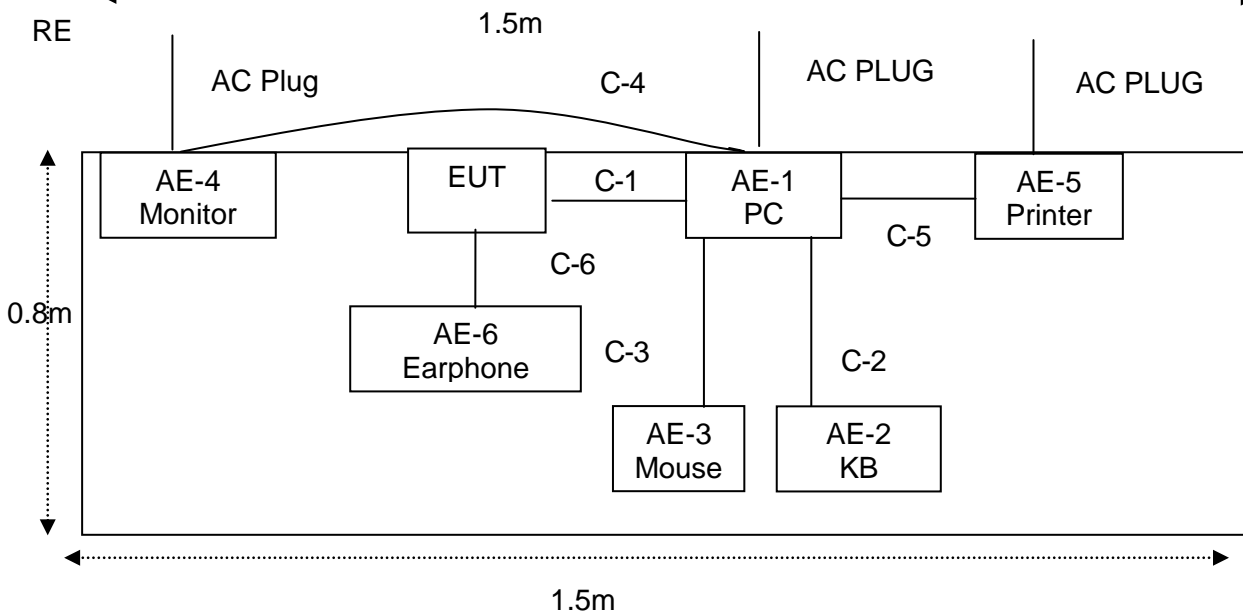 RE
1.5m
AC Plug
C-4
AC PLUG
AC PLUG
AE-4
Monitor
EUT
C-1
AE-1
PC
AE-5
Printer
C-5
C-6
0.8m
AE-6
Earphone
C-3
C-2
AE-3
Mouse
AE-2
KB
1.5m